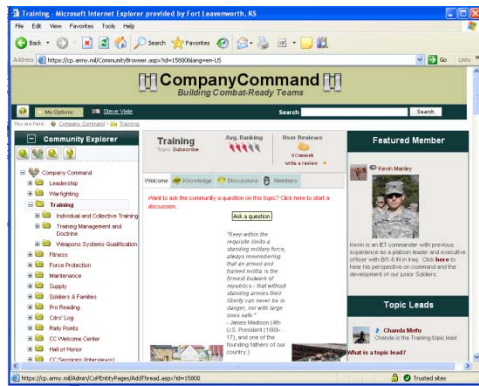 Training - Microsoft Internet Explorer provided by Fort Leavenworth, KS
File Edit View Favorites Tools Help
Back Search Favorites
Address https://cp.army.mil/CommunityBrowser.aspx?id=15800&lang=en-US Go Links
CompanyCommand
Building Combat-Ready Teams
My Options Steve Viele Search Search
You are here: Company Command > Training
Community Explorer
Company Command
Leadership
Warfighting
Training
Individual and Collective Training
Training Management and
Doctrine
Weapons Systems Qualification
Fitness
Force Protection
Maintenance
Supply
Soldiers & Families
Pro Reading
Cdrs' Log
Rally Points
CC Welcome Center
Hall of Honor
CC Sessions (Interviews)
Training
Topic Subscribe
Avg. Ranking
User Reviews
0 Comment
write a review
Welcome Knowledge Discussions Members
Want to ask the community a question on this topic? Click here to start a
discussion.
Ask a question
"Keep within the
requisite limits a
standing military force,
always remembering
that an armed and
trained militia is the
firmest bulwark of
republics - that without
standing armies their
liberty can never be in
danger, nor with large
ones safe."
- James Madison (4th
U.S. President (1809-
17), and one of the
founding fathers of our
country.)
Featured Member
Kevin Manley
Kevin is an
commander with previous
experience as a platoon leader and executive
officer with
in Iraq. Click here to
hear his perspective on command and the
development of our junior Soldiers.
Topic Leads
Chanda Mofu
Chanda is the Training topic lead
What is a topic lead?
https://cp.army.mil/Admin/CoPEntityPages/AddThread.aspx?id=15800 Trusted sites